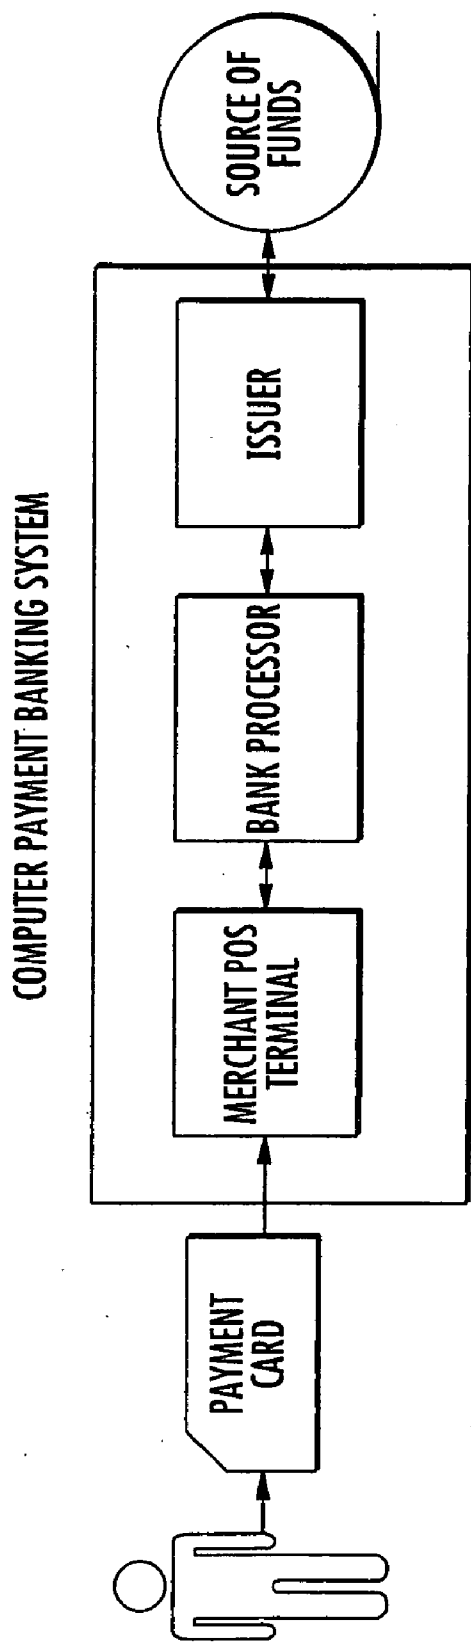 COMPUTER PAYMENT BANKING SYSTEM
PAYMENT
CARD
MERCHANT POS
TERMINAL
BANK PROCESSOR
ISSUER
SOURCE OF
FUNDS